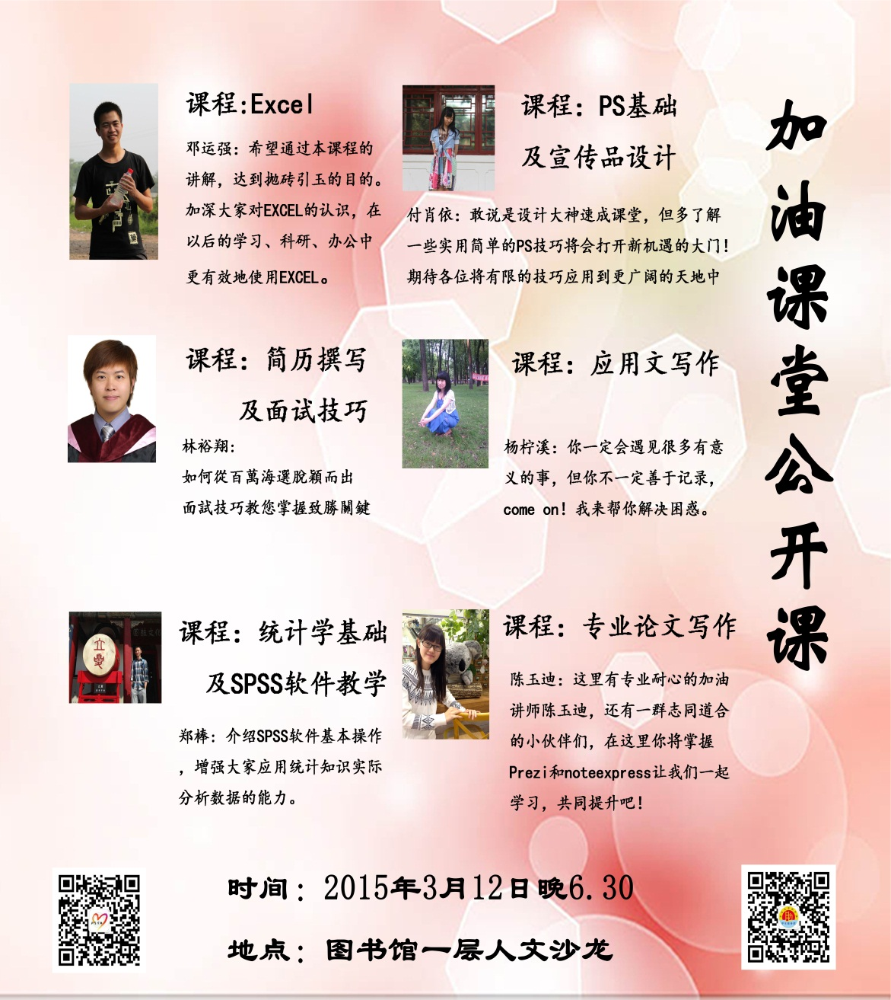 加油课堂公开课
课程:Excel
邓运强：希望通过本课程的
讲解，达到抛砖引玉的目的。
加深大家对EXCEL的认识，在
以后的学习、科研、办公中
更有效地使用EXCEL。
课程：PS基础
及宣传品设计
付肖依：敢说是设计大神速成课堂，但多了解
一些实用简单的PS技巧将会打开新机遇的大门！
期待各位将有限的技巧应用到更广阔的天地中
课程：简历撰写
及面试技巧
林裕翔：
如何從百萬海選脫穎而出
面試技巧教您掌握致勝關鍵
课程：应用文写作
杨柠溪：你一定会遇见很多有意
义的事，但你不一定善于记录，
come on！我来帮你解决困惑。
课程：统计学基础
及SPSS软件教学
郑棒：介绍SPSS软件基本操作
，增强大家应用统计知识实际
分析数据的能力。
课程：专业论文写作
陈玉迪：这里有专业耐心的加油
讲师陈玉迪，还有一群志同道合
的小伙伴们，在这里你将掌握
Prezi和noteexpress让我们一起
学习，共同提升吧！
时间：2015年3月12日晚6.30
地点：图书馆一层人文沙龙